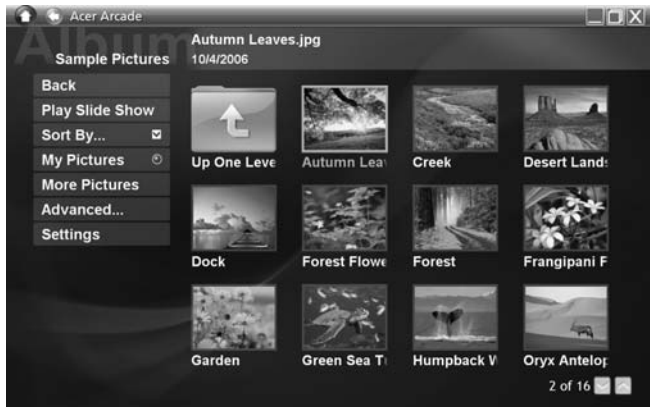 Acer Arcade
Album
Autumn Leaves.jpg
10/4/2006
Sample Pictures
Back
Play Slide Show
Sort By...
My Pictures
More Pictures
Advanced...
Settings
Up One Leve
Autumn Leav
Creek
Desert Lands
Dock
Forest Flowe
Forest
Frangipani F
Garden
Green Sea Tu
Humpback W
Oryx Antelop
2 of 16